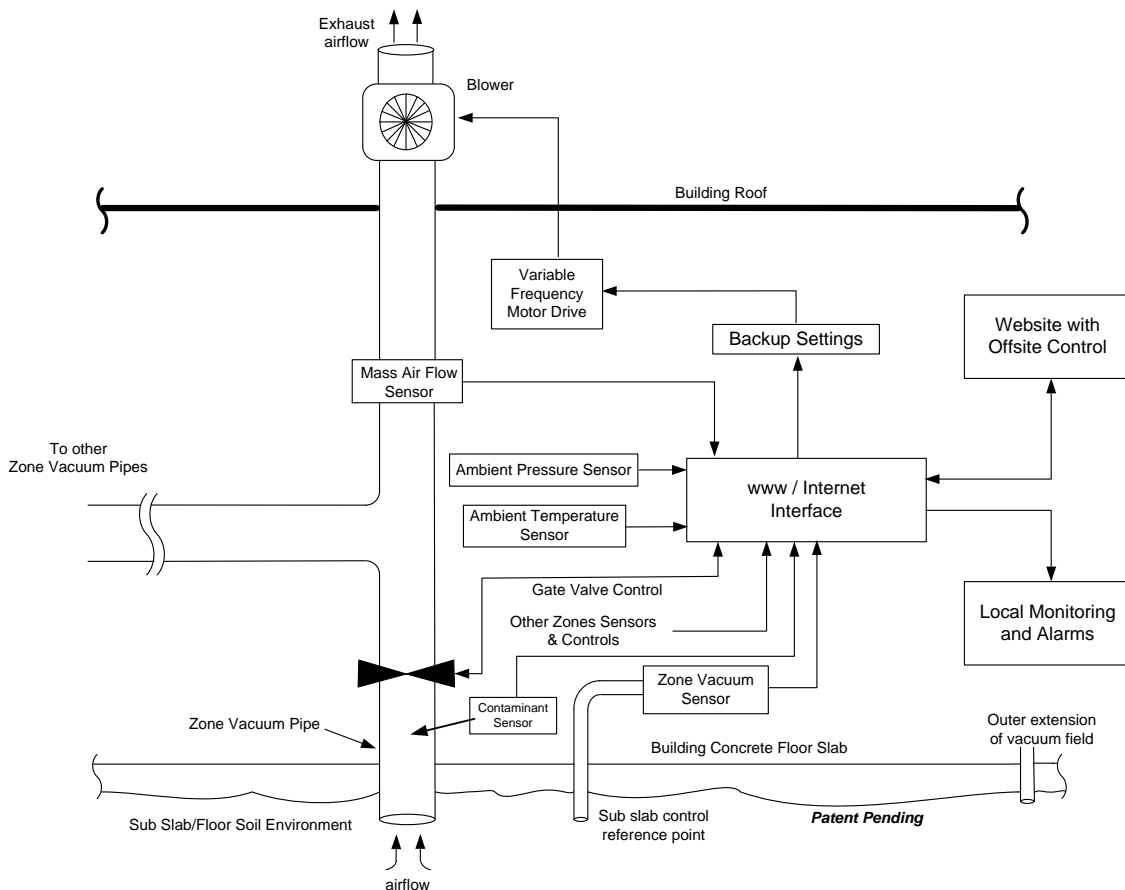 Exhaust
airflow
Blower
Building Roof
Variable
Frequency
Motor Drive
Backup Settings
Website with
Offsite Control
Mass Air Flow
Sensor
To other
Zone Vacuum Pipes
Ambient Pressure Sensor
www / Internet
Interface
Ambient Temperature
Sensor
Gate Valve Control
Other Zones Sensors
& Controls
Local Monitoring
and Alarms
Zone Vacuum
Sensor
Contaminant
Sensor
Zone Vacuum Pipe
Outer extension
of vacuum field
Building Concrete Floor Slab
Sub Slab/Floor Soil Environment
Sub slab control
reference point
Patent Pending
airflow